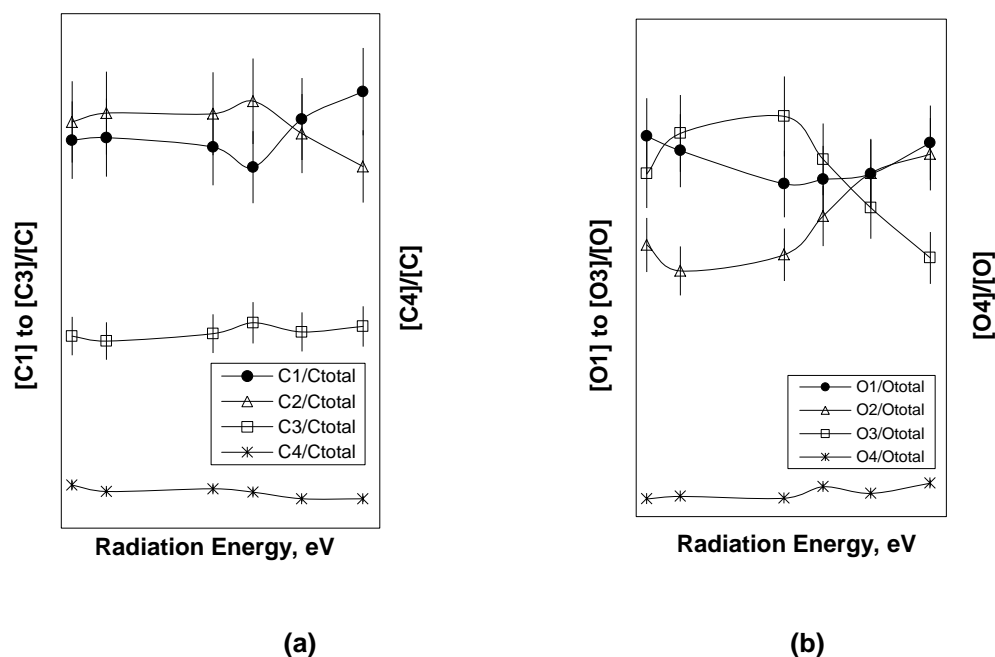 [C1] to [C3]/[C]
C1/Ctotal
C2/Ctotal
C3/Ctotal
C4/Ctotal
[C4]/[C]
Radiation Energy, eV
(a)
[O1] to [O3]/[O]
O1/Ototal
O2/Ototal
O3/Ototal
O4/Ototal
[O4]/[O]
Radiation Energy, eV
(b)